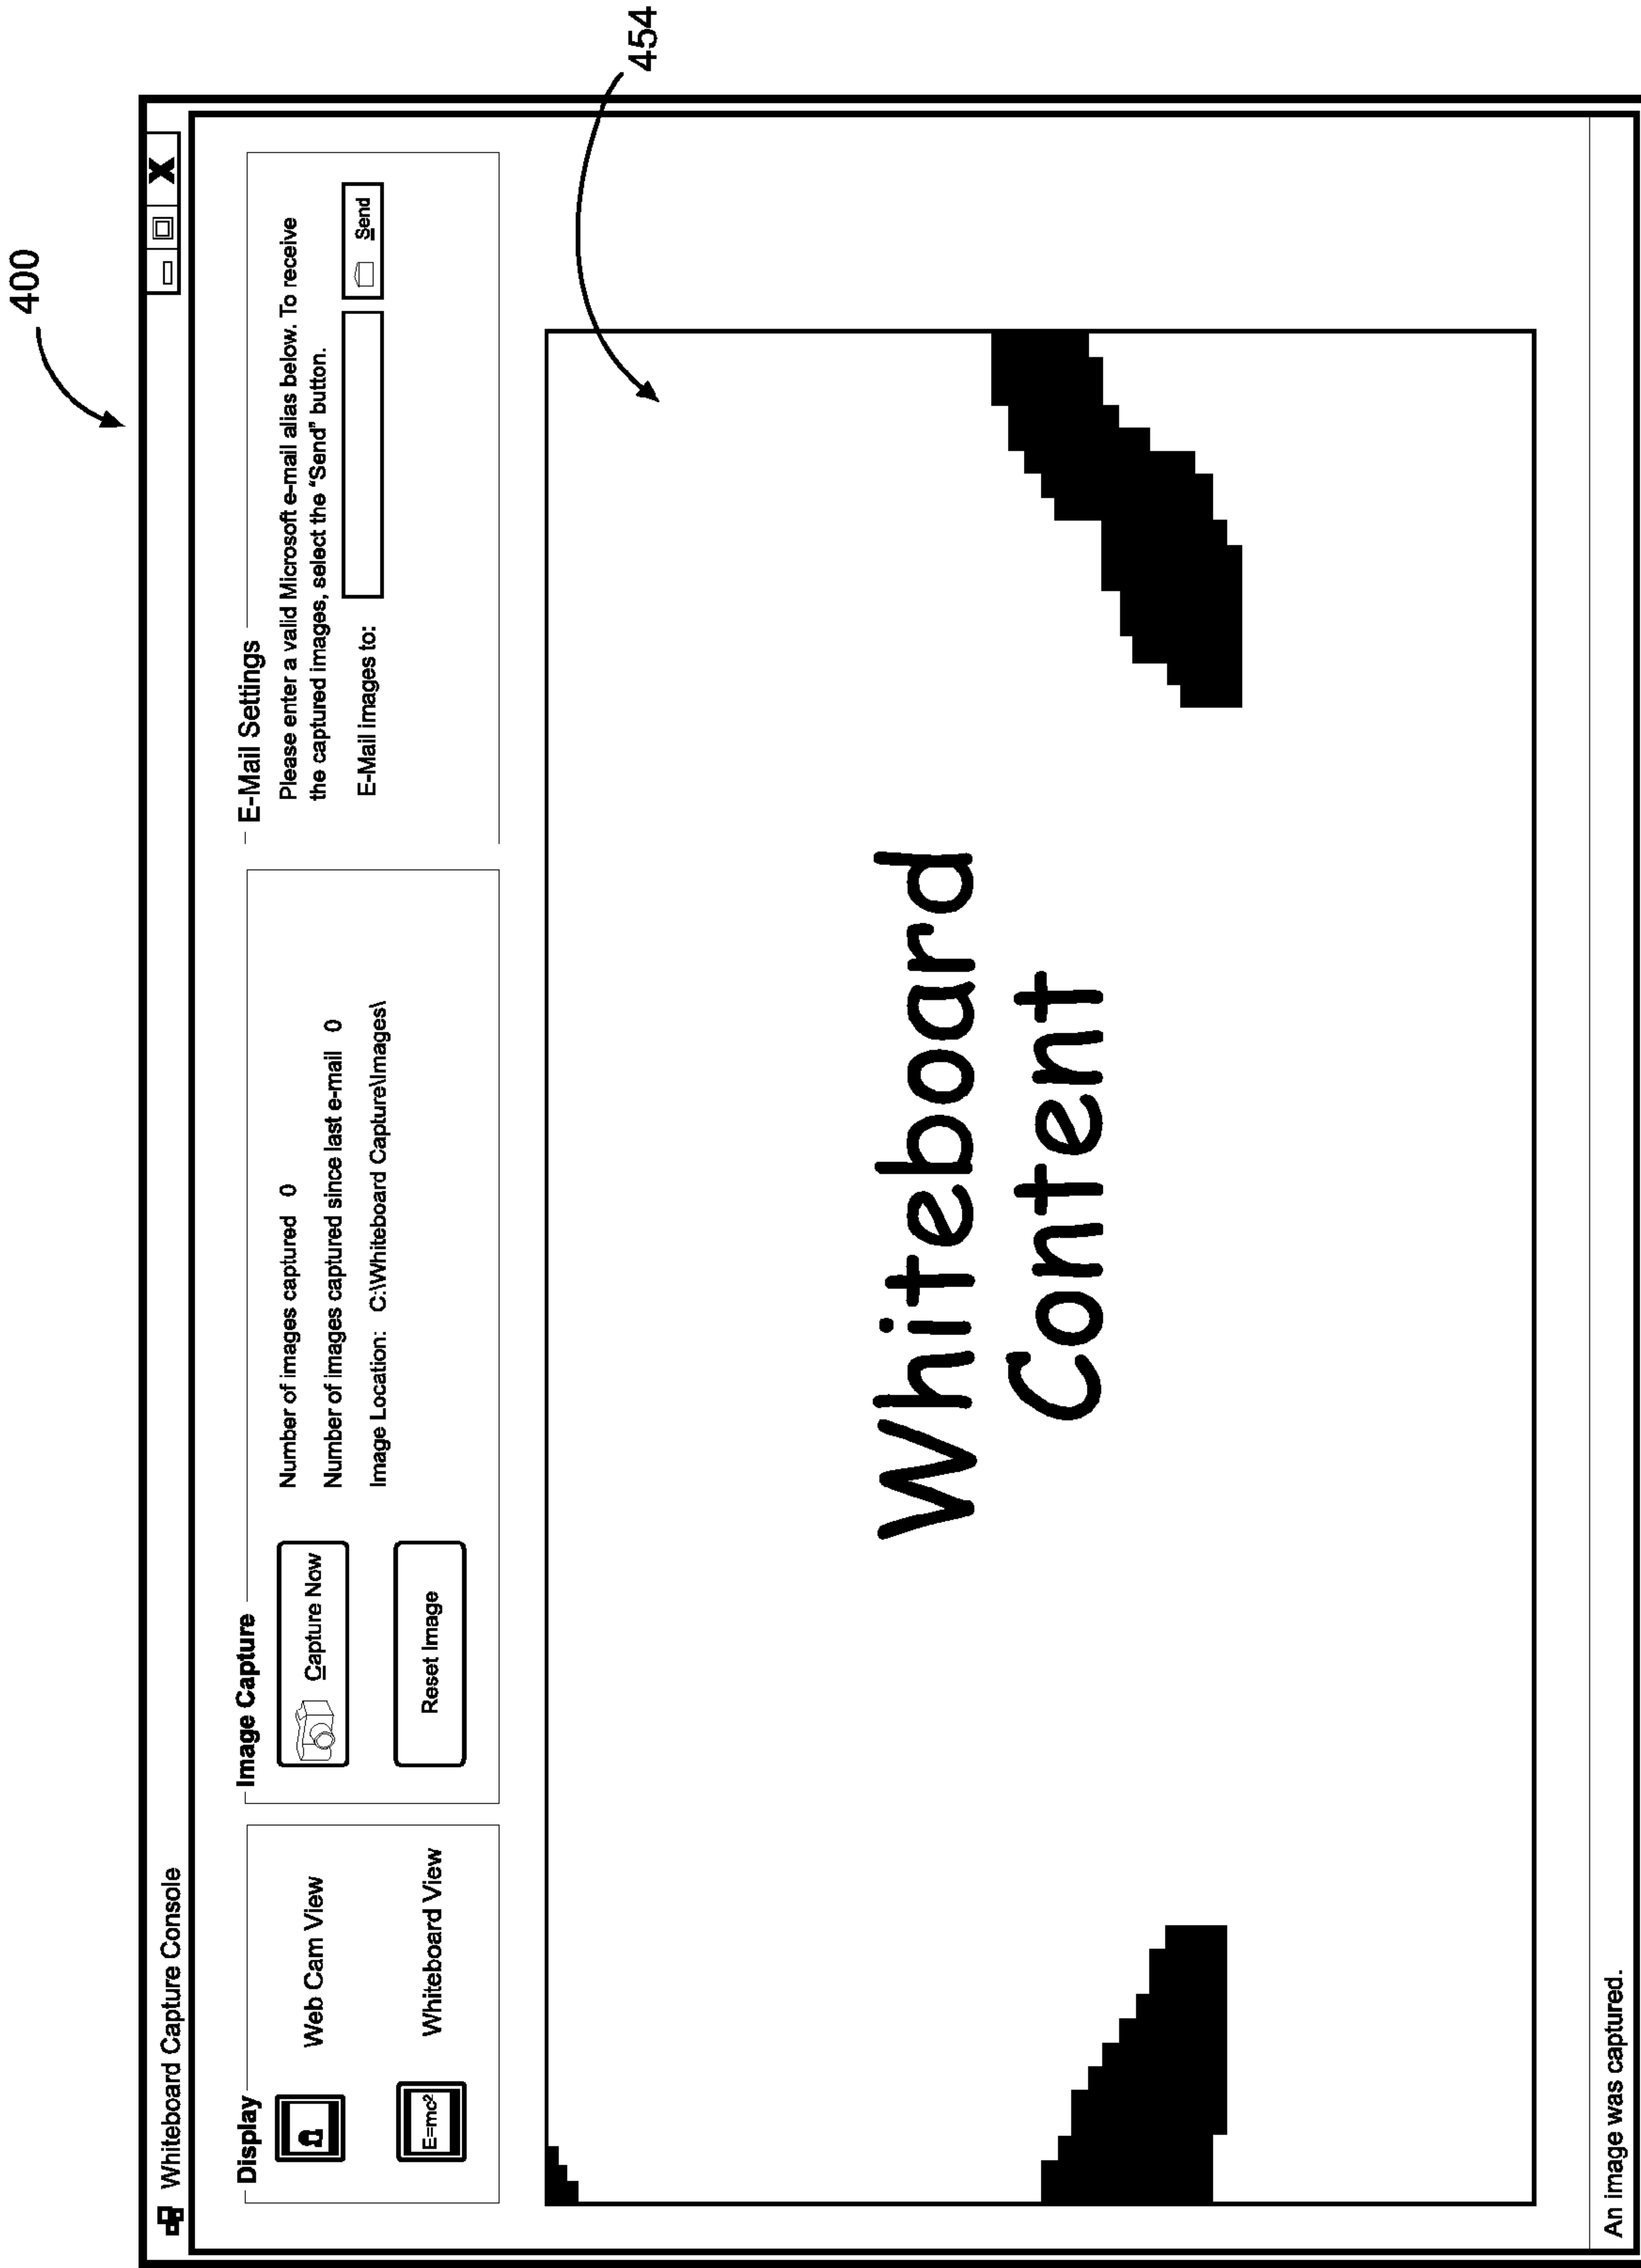 400
Whiteboard Capture Console
Display
Web Cam View
E=mc²
Whiteboard View
Image Capture
Capture Now
Reset Image
Number of images captured 0
Number of images captured since last e-mail 0
Image Location: C:\Whiteboard Capture\Images\
E-Mail Settings
Please enter a valid Microsoft e-mail alias below. To receive
the captured images, select the “Send” button.
E-Mail images to:
Send
454
Whiteboard
Content
An image was captured.